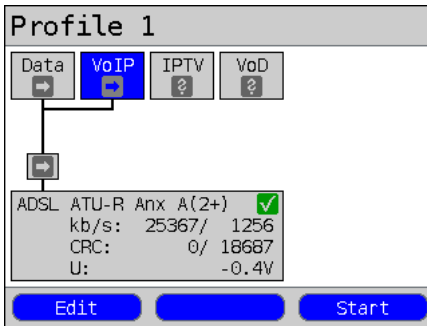 Profile 1
Data VoIP IPTV VoD
? ?
ADSL ATU-R Anx A(2+)
kb/s: 25367/ 1256
CRC: 0/ 18687
U: -0.4V
Edit Start